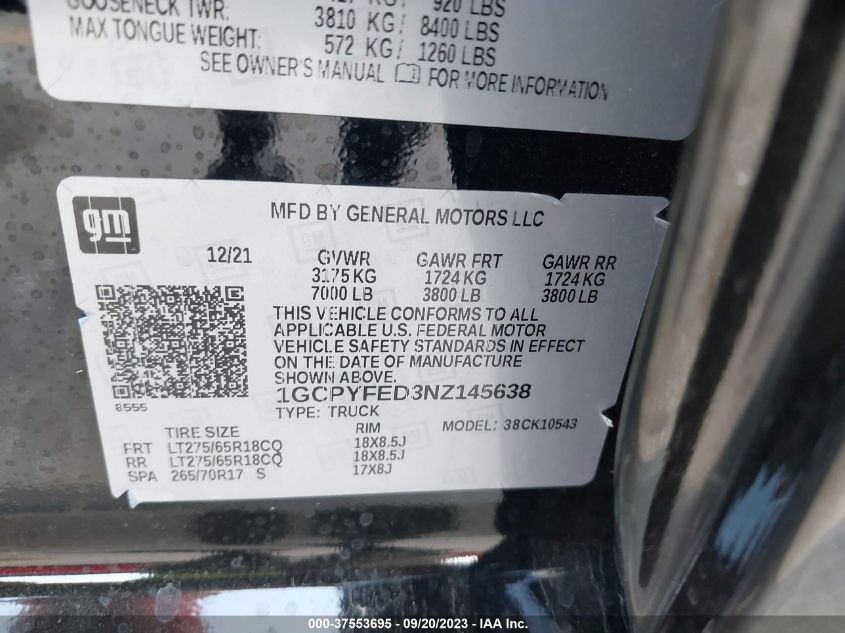 920 LBS
GOOSENECK TWR: 3810 KG/ 8400 LBS
MAX TONGUE WEIGHT: 572 KG/ 1260 LBS
SEE OWNER'S MANUAL FOR MORE INFORMATION
gm
MFD BY GENERAL MOTORS LLC
12/21 GVWR GAWR FRT GAWR RR
3175 KG 1724 KG 1724 KG
7000 LB 3800 LB 3800 LB
THIS VEHICLE CONFORMS TO ALL
APPLICABLE U.S. FEDERAL MOTOR
VEHICLE SAFETY STANDARDS IN EFFECT
ON THE DATE OF MANUFACTURE
SHOWN ABOVE.
1GCPYFED3NZ145638
8555
TYPE: TRUCK MODEL: 38CK10543
TIRE SIZE RIM
FRT LT275/65R18CQ 18X8.5J
RR LT275/65R18CQ 18X8.5J
SPA 265/70R17 S 17X8J
000-37553695 - 09/20/2023 - IAA Inc.